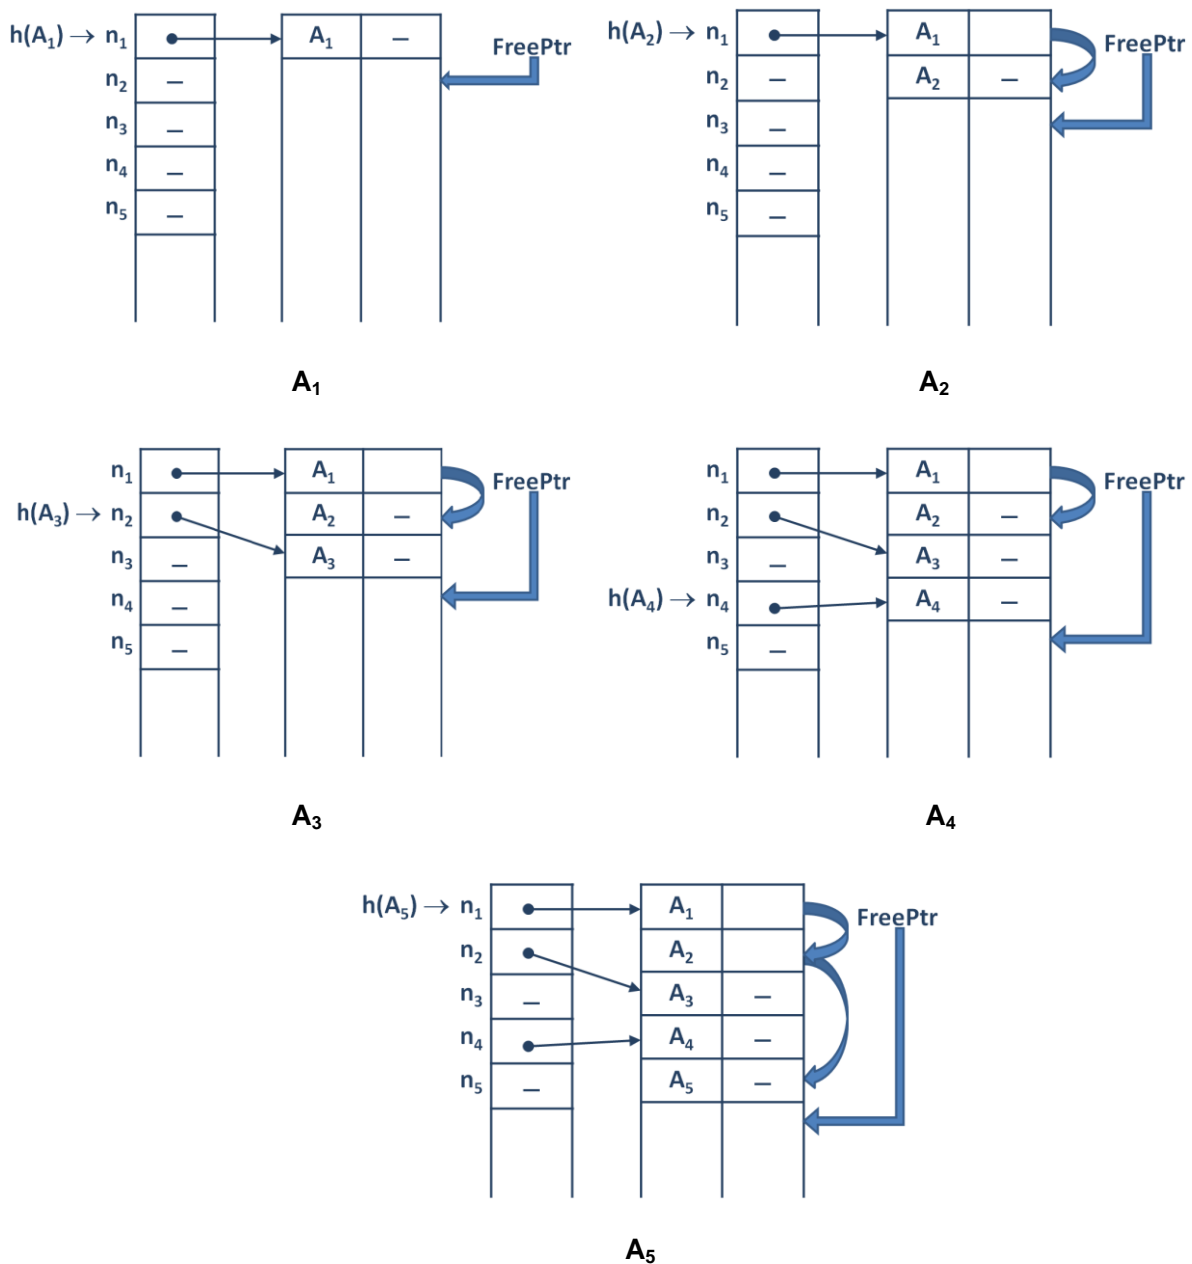 h(A₁) → n₁ A₁ –
FreePtr
n₂ –
n₃ –
n₄ –
n₅ –
A₁
h(A₂) → n₁ A₁
FreePtr
n₂ – A₂ –
n₃ –
n₄ –
n₅ –
A₂
n₁ A₁
FreePtr
h(A₃) → n₂ A₂ –
n₃ – A₃ –
n₄ –
n₅ –
A₃
n₁ A₁
FreePtr
n₂ A₂ –
n₃ – A₃ –
h(A₄) → n₄ A₄ –
n₅ –
A₄
h(A₅) → n₁ A₁
FreePtr
n₂ A₂
n₃ – A₃ –
n₄ A₄ –
n₅ – A₅ –
A₅